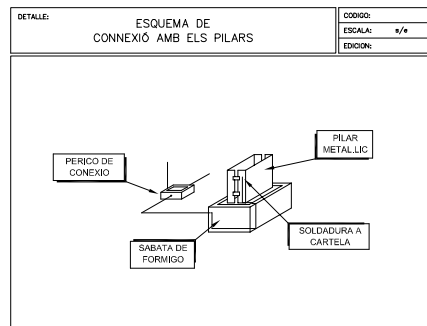 DETALLE:
ESQUEMA DE
CONNEXIÓ AMB ELS PILARS
CODIGO:
ESCALA: s/e
EDICION:
PILAR
METAL.LIC
PERICO DE
CONEXIO
SOLDADURA A
CARTELA
SABATA DE
FORMIGO